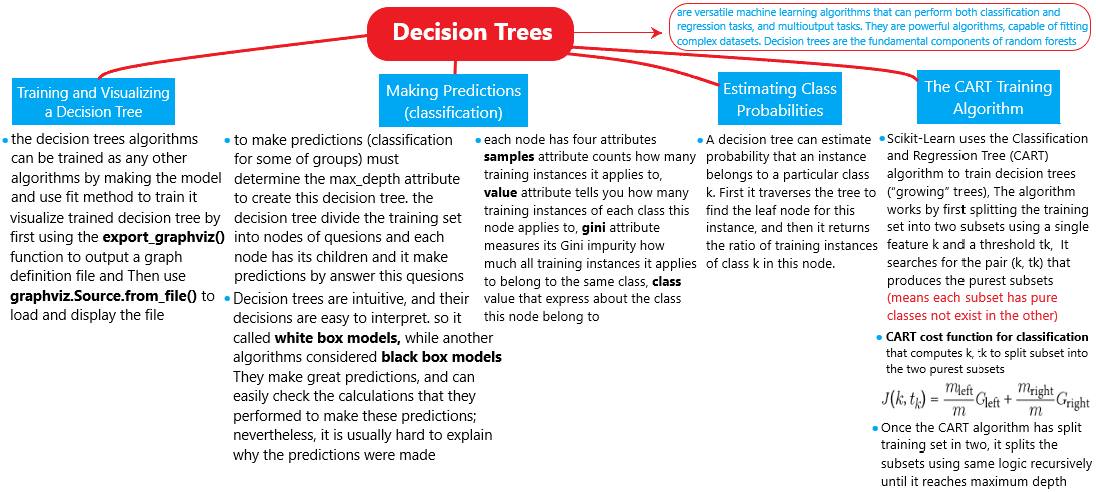 Decision Trees
are versatile machine learning algorithms that can perform both classification and
regression tasks, and multioutput tasks. They are powerful algorithms, capable of fitting
complex datasets. Decision trees are the fundamental components of random forests
Training and Visualizing
a Decision Tree
the decision trees algorithms
can be trained as any other
algorithms by making the model
and use fit method to train it
visualize trained decision tree by
first using the export_graphviz()
function to output a graph
definition file and Then use
graphviz.Source.from_file() to
load and display the file
Making Predictions
(classification)
to make predictions (classification
for some of groups) must
determine the max_depth attribute
to create this decision tree. the
decision tree divide the training set
into nodes of quesions and each
node has its children and it make
predictions by answer this quesions
Decision trees are intuitive, and their
decisions are easy to interpret. so it
called white box models, while another
algorithms considered black box models
They make great predictions, and can
easily check the calculations that they
performed to make these predictions;
nevertheless, it is usually hard to explain
why the predictions were made
each node has four attributes
samples attribute counts how many
training instances it applies to,
value attribute tells you how many
training instances of each class this
node applies to, gini attribute
measures its Gini impurity how
much all training instances it applies
to belong to the same class, class
value that express about the class
this node belong to
Estimating Class
Probabilities
A decision tree can estimate
probability that an instance
belongs to a particular class
k. First it traverses the tree to
find the leaf node for this
instance, and then it returns
the ratio of training instances
of class k in this node.
The CART Training
Algorithm
Scikit-Learn uses the Classification
and Regression Tree (CART)
algorithm to train decision trees
(“growing” trees), The algorithm
works by first splitting the training
set into two subsets using a single
feature k and a threshold tk, It
searches for the pair (k, tk) that
produces the purest subsets
(means each subset has pure
classes not exist in the other)
CART cost function for classification
that computes k, tk to split subset into
the two purest subsets
J(k, t_k) = m_left/m G_left + m_right/m G_right
Once the CART algorithm has split
training set in two, it splits the
subsets using same logic recursively
until it reaches maximum depth